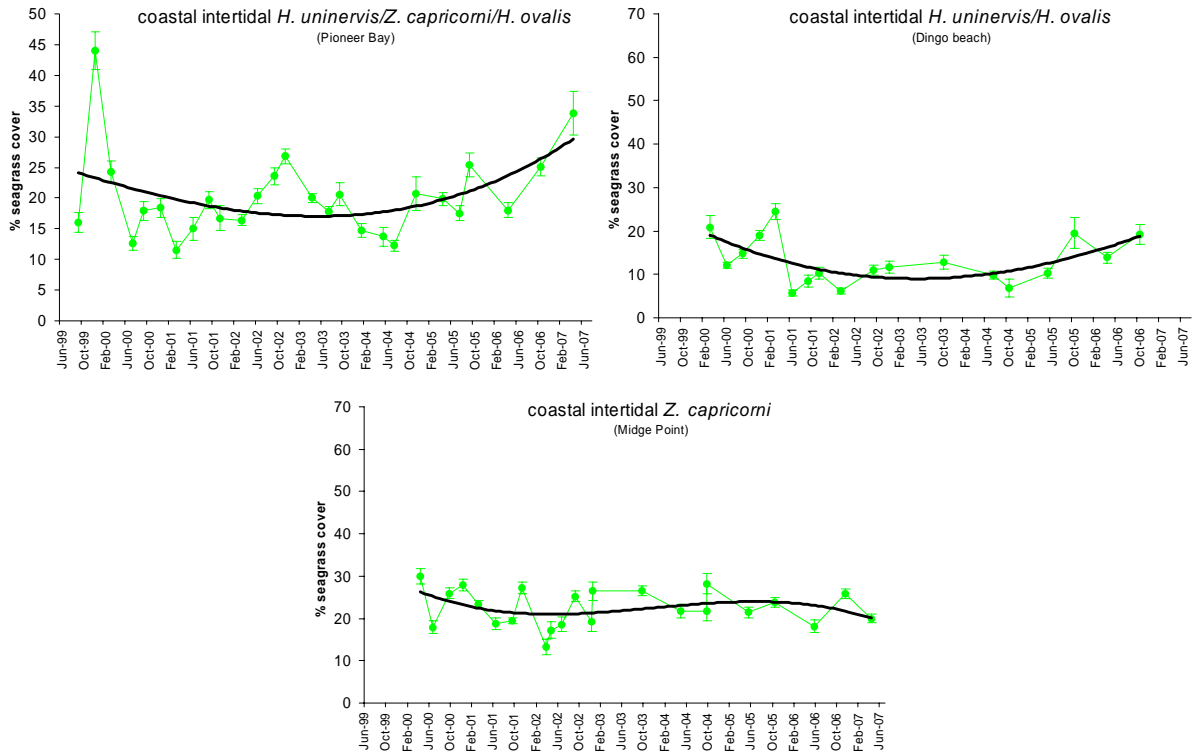 coastal intertidal H. uninervis/Z. capricorni/H. ovalis
(Pioneer Bay)
% seagrass cover
50
45
40
35
30
25
20
15
10
5
0
Jun-99 Oct-99 Feb-00 Jun-00 Oct-00 Feb-01 Jun-01 Oct-01 Feb-02 Jun-02 Oct-02 Feb-03 Jun-03 Oct-03 Feb-04 Jun-04 Oct-04 Feb-05 Jun-05 Oct-05 Feb-06 Jun-06 Oct-06 Feb-07 Jun-07
coastal intertidal H. uninervis/H. ovalis
(Dingo beach)
% seagrass cover
70
60
50
40
30
20
10
0
Jun-99 Oct-99 Feb-00 Jun-00 Oct-00 Feb-01 Jun-01 Oct-01 Feb-02 Jun-02 Oct-02 Feb-03 Jun-03 Oct-03 Feb-04 Jun-04 Oct-04 Feb-05 Jun-05 Oct-05 Feb-06 Jun-06 Oct-06 Feb-07 Jun-07
coastal intertidal Z. capricorni
(Midge Point)
% seagrass cover
70
60
50
40
30
20
10
0
Jun-99 Oct-99 Feb-00 Jun-00 Oct-00 Feb-01 Jun-01 Oct-01 Feb-02 Jun-02 Oct-02 Feb-03 Jun-03 Oct-03 Feb-04 Jun-04 Oct-04 Feb-05 Jun-05 Oct-05 Feb-06 Jun-06 Oct-06 Feb-07 Jun-07